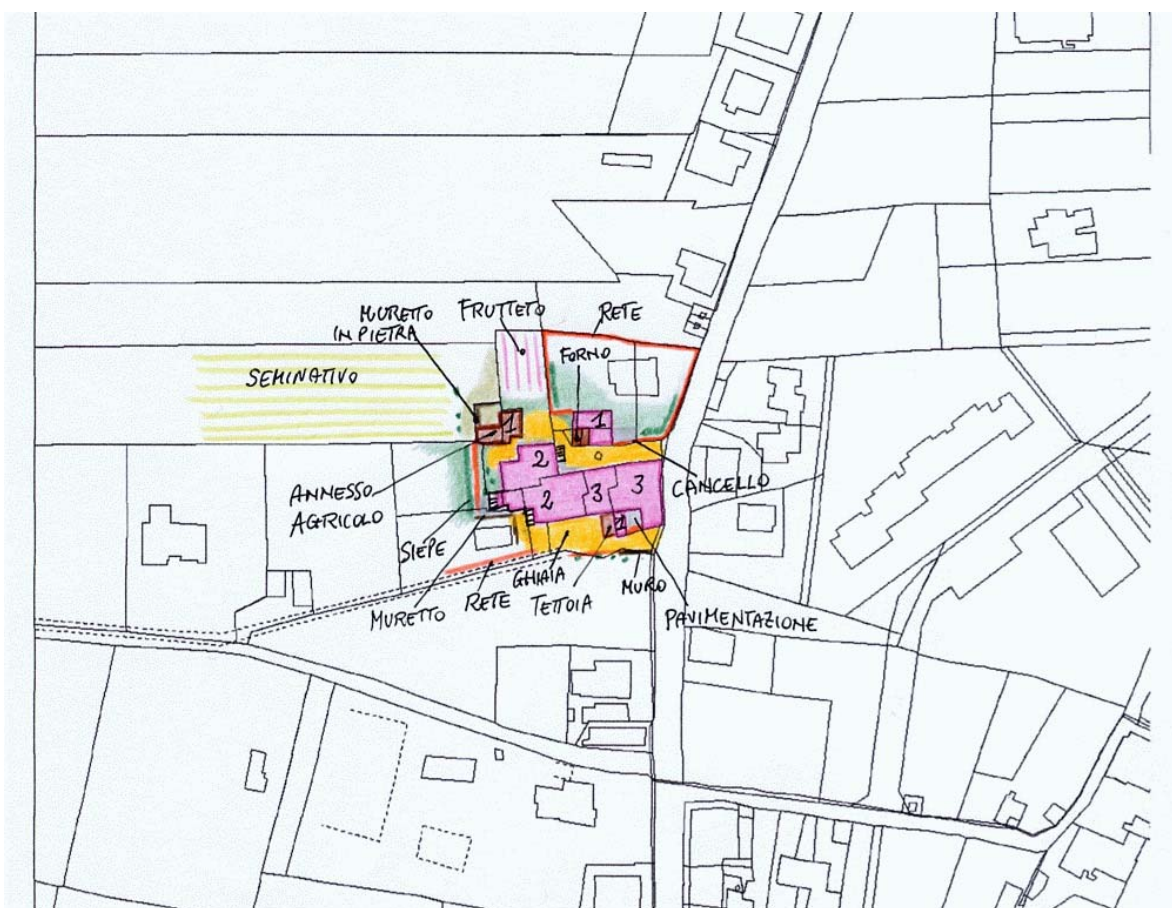 MURETTO
IN PIETRA
FRUTTETO
RETE
FORNO
SEMINATIVO
1
1
2
CANCELLO
2
3
3
ANNESSO
AGRICOLO
1
SIEPE
GHIAIA
MURETTO
RETE
TETTOIA
MURO
PAVIMENTAZIONE